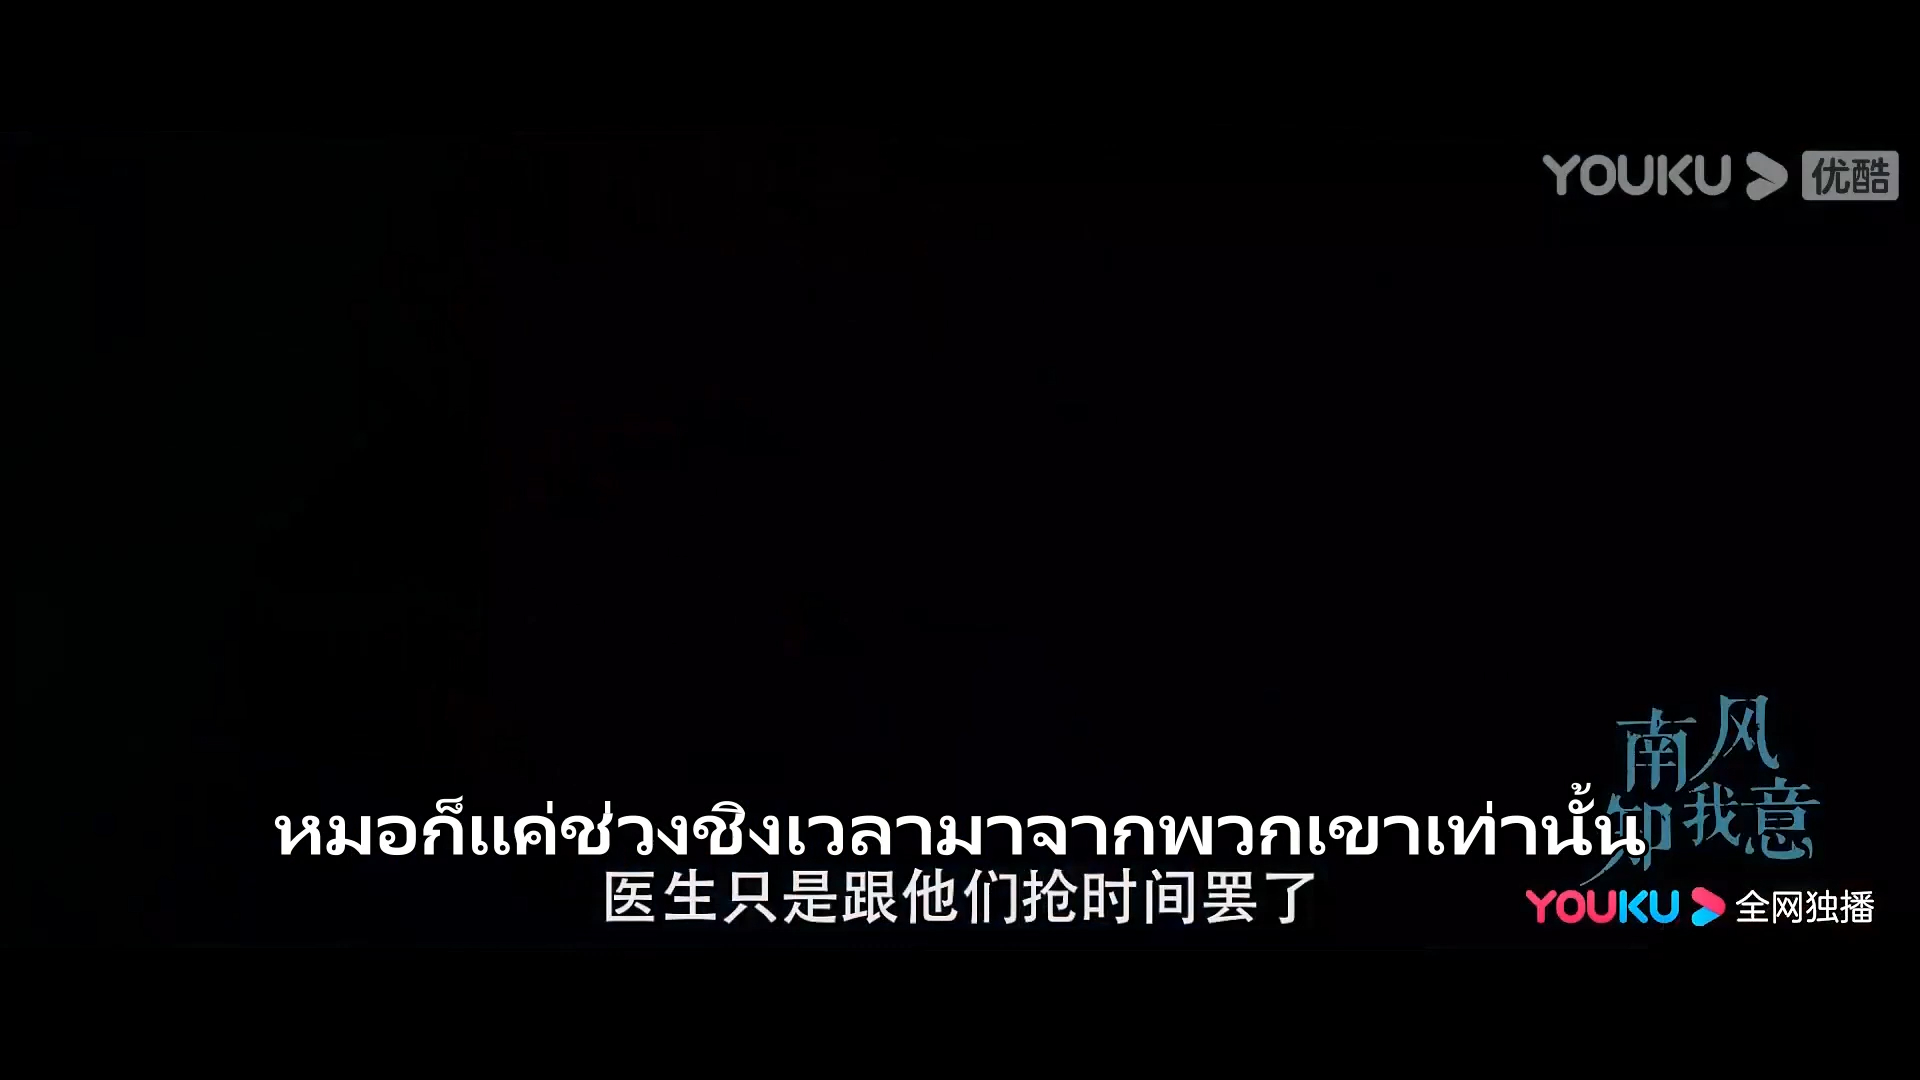 YOUKU 优酷
南风
知我意
หมอก็แค่ช่วงชิงเวลามาจากพวกเขาเท่านั้น
医生只是跟他们抢时间罢了
YOUKU 全网独播